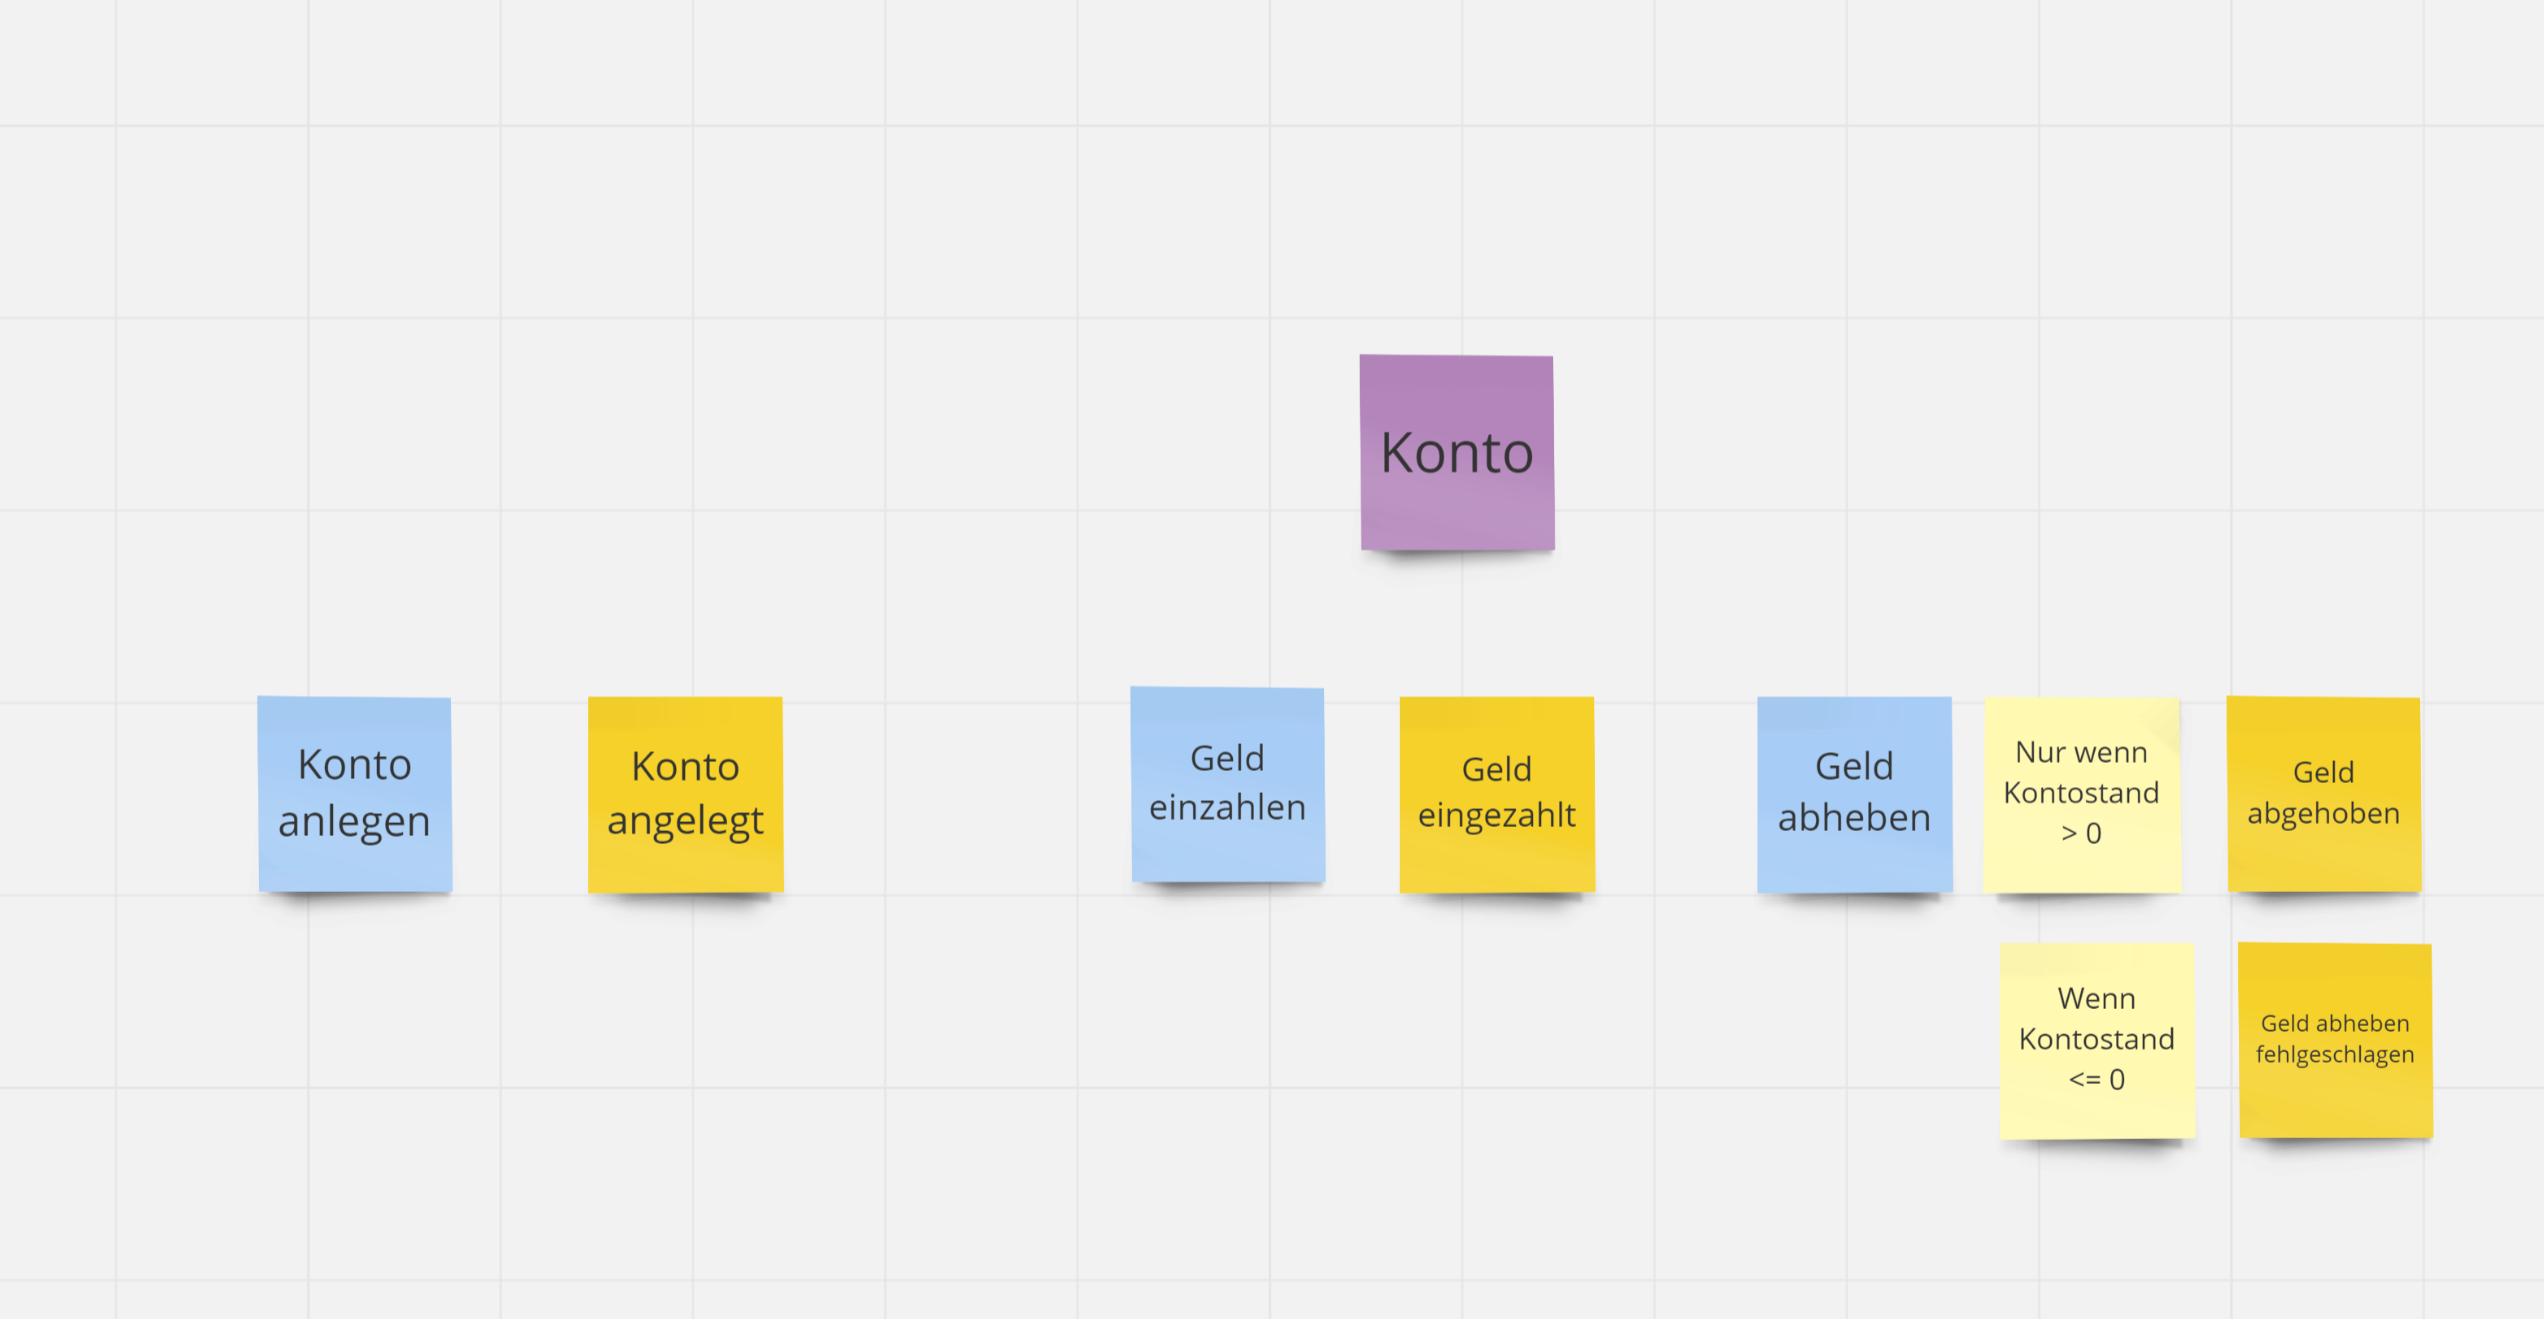 Konto
Konto
anlegen
Konto
angelegt
Geld
einzahlen
Geld
eingezahlt
Geld
abheben
Nur wenn
Kontostand
> 0
Geld
abgehoben
Wenn
Kontostand
<= 0
Geld abheben
fehlgeschlagen